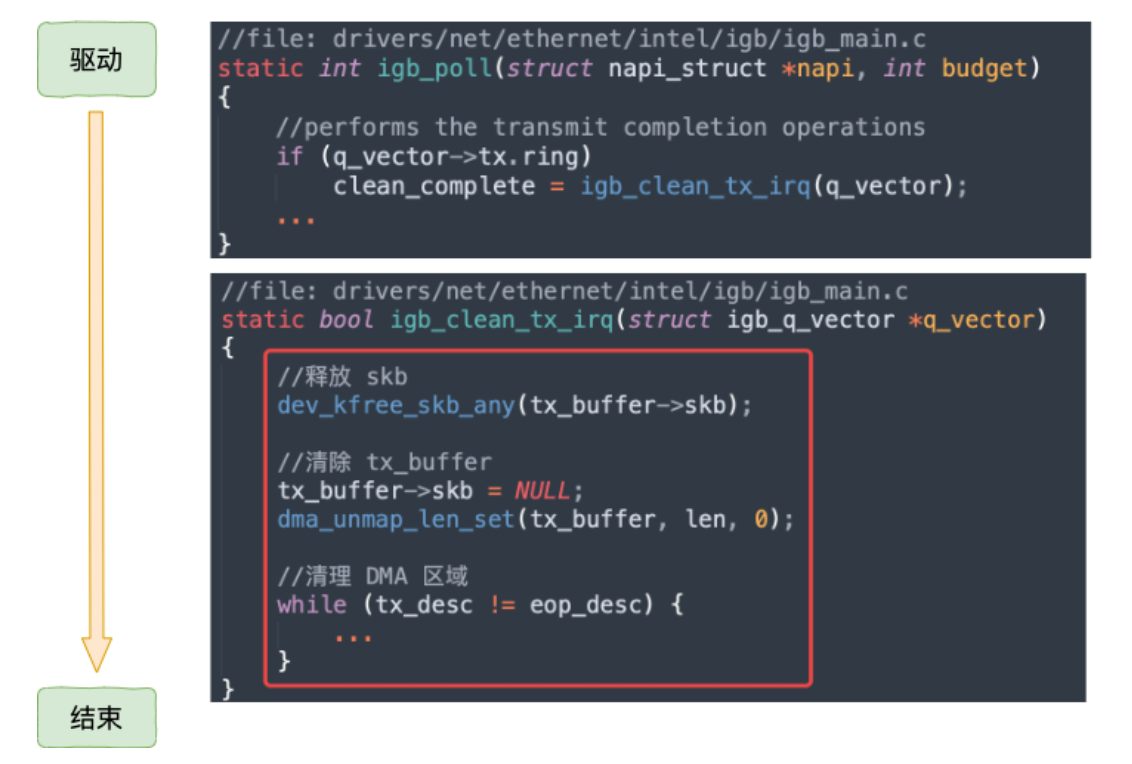 驱动
//file: drivers/net/ethernet/intel/igb/igb_main.c
static int igb_poll(struct napi_struct *napi, int budget)
{
    //performs the transmit completion operations
    if (q_vector->tx.ring)
        clean_complete = igb_clean_tx_irq(q_vector);
    ...
}
//file: drivers/net/ethernet/intel/igb/igb_main.c
static bool igb_clean_tx_irq(struct igb_q_vector *q_vector)
{
    //释放 skb
    dev_kfree_skb_any(tx_buffer->skb);
    //清除 tx_buffer
    tx_buffer->skb = NULL;
    dma_unmap_len_set(tx_buffer, len, 0);
    //清理 DMA 区域
    while (tx_desc != eop_desc) {
        ...
    }
}
结束